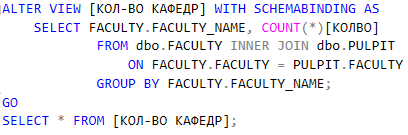 ALTER VIEW [КОЛ-ВО КАФЕДР] WITH SCHEMABINDING AS
SELECT FACULTY.FACULTY_NAME, COUNT(*)[КОЛВО]
FROM dbo.FACULTY INNER JOIN dbo.PULPIT
ON FACULTY.FACULTY = PULPIT.FACULTY
GROUP BY FACULTY.FACULTY_NAME;
GO
SELECT * FROM [КОЛ-ВО КАФЕДР];